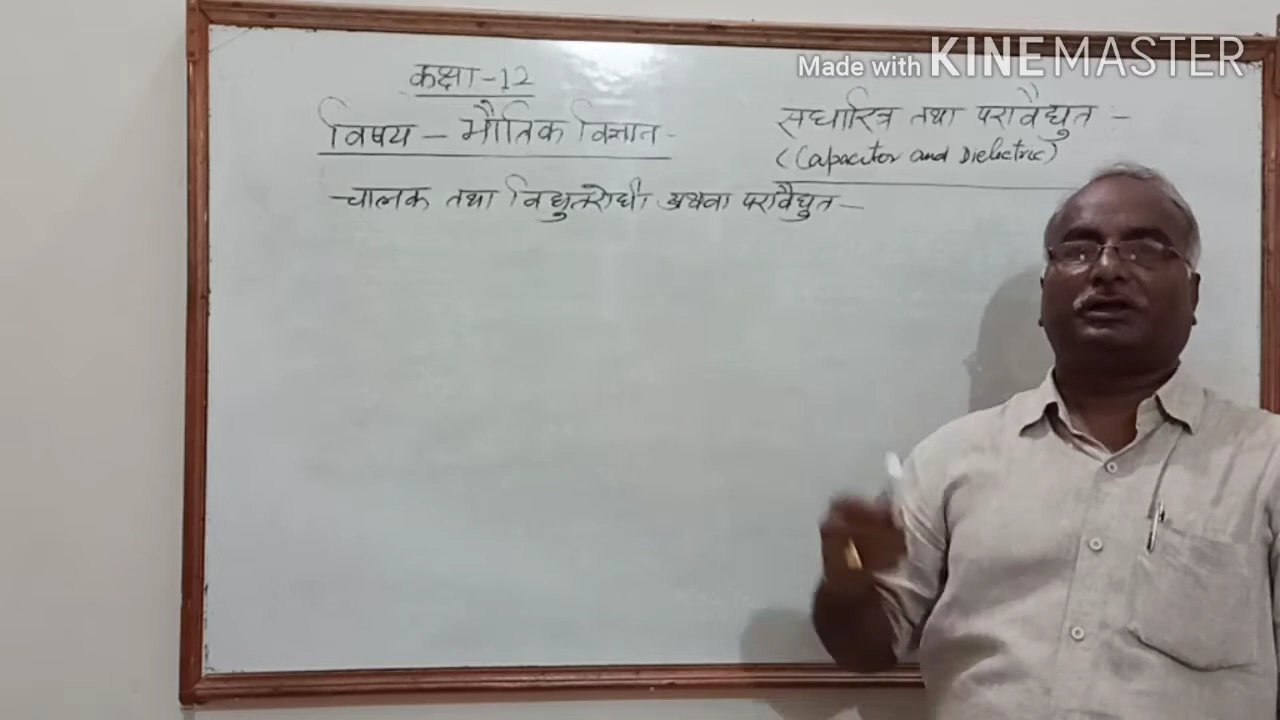 Made with KINEMASTER
कक्षा -12
विषय - भौतिक विज्ञान -
संधारित्र तथा परावैद्युत -
(Capacitor and Dielectric)
चालक तथा विद्युतरोधी अथवा परावैद्युत -